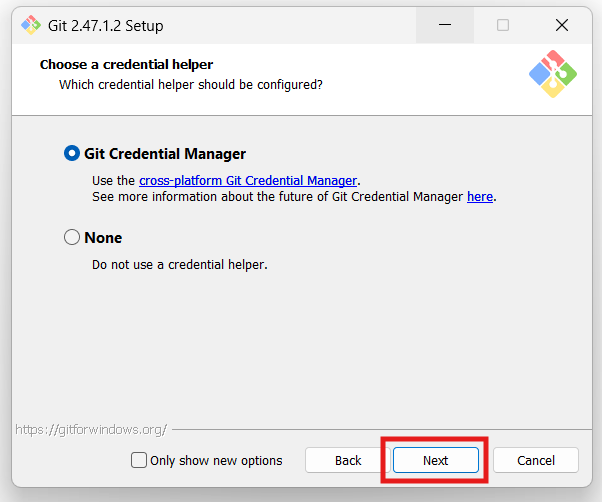 Git 2.47.1.2 Setup
Choose a credential helper
Which credential helper should be configured?
Git Credential Manager
Use the cross-platform Git Credential Manager.
See more information about the future of Git Credential Manager here.
None
Do not use a credential helper.
https://gitforwindows.org/
Only show new options Back Next Cancel